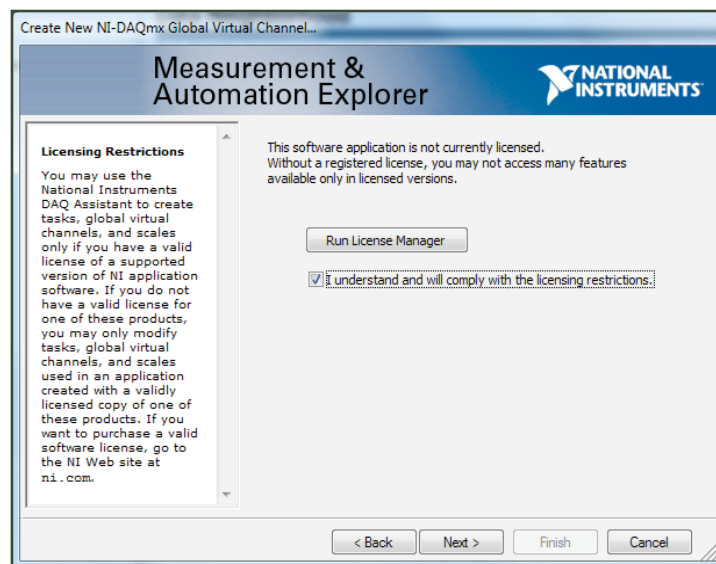 Create New NI-DAQmx Global Virtual Channel...
Measurement &
Automation Explorer
NATIONAL
INSTRUMENTS
Licensing Restrictions
You may use the
National Instruments
DAQ Assistant to create
tasks, global virtual
channels, and scales
only if you have a valid
license of a supported
version of NI application
software. If you do not
have a valid license for
one of these products,
you may only modify
tasks, global virtual
channels, and scales
used in an application
created with a validly
licensed copy of one of
these products. If you
want to purchase a valid
software license, go to
the NI Web site at
ni.com.
This software application is not currently licensed.
Without a registered license, you may not access many features
available only in licensed versions.
Run License Manager
I understand and will comply with the licensing restrictions.
< Back Next > Finish Cancel